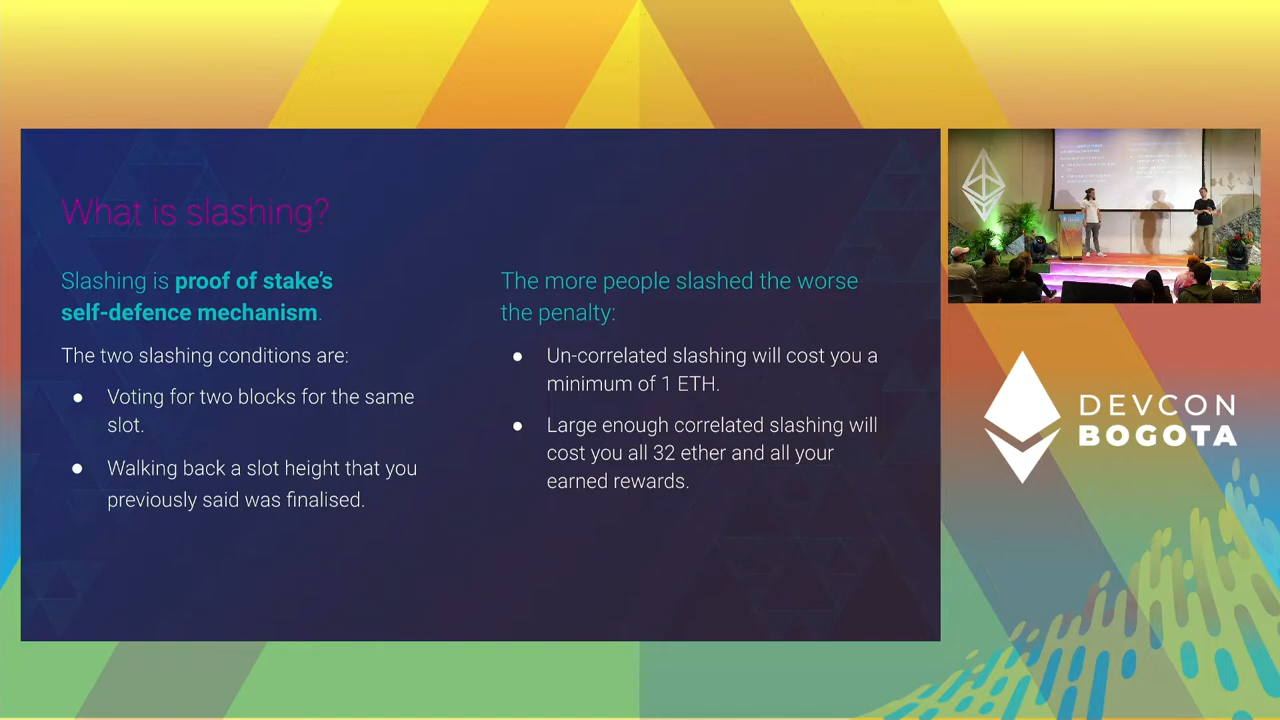 What is slashing?
Slashing is proof of stake's
self-defence mechanism.
The two slashing conditions are:
● Voting for two blocks for the same
slot.
● Walking back a slot height that you
previously said was finalised.
The more people slashed the worse
the penalty:
● Un-correlated slashing will cost you a
minimum of 1 ETH.
● Large enough correlated slashing will
cost you all 32 ether and all your
earned rewards.
DEVCON
BOGOTA